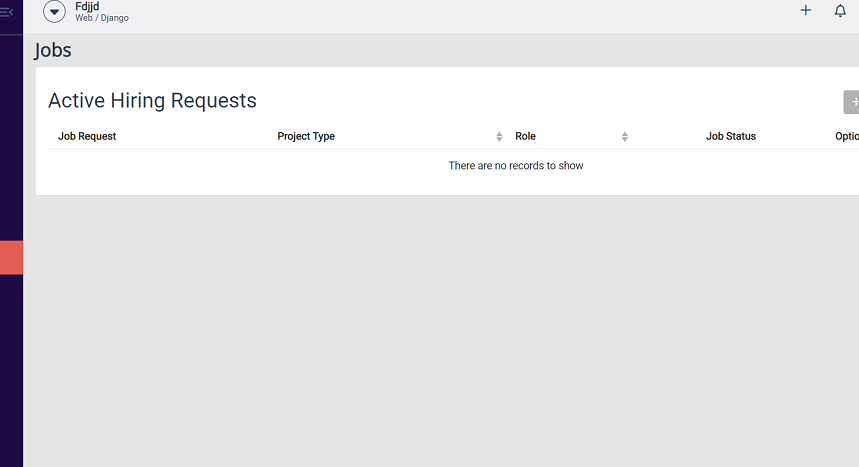 Fdjjd
Web / Django
Jobs
Active Hiring Requests
Job Request Project Type Role Job Status Optio
There are no records to show